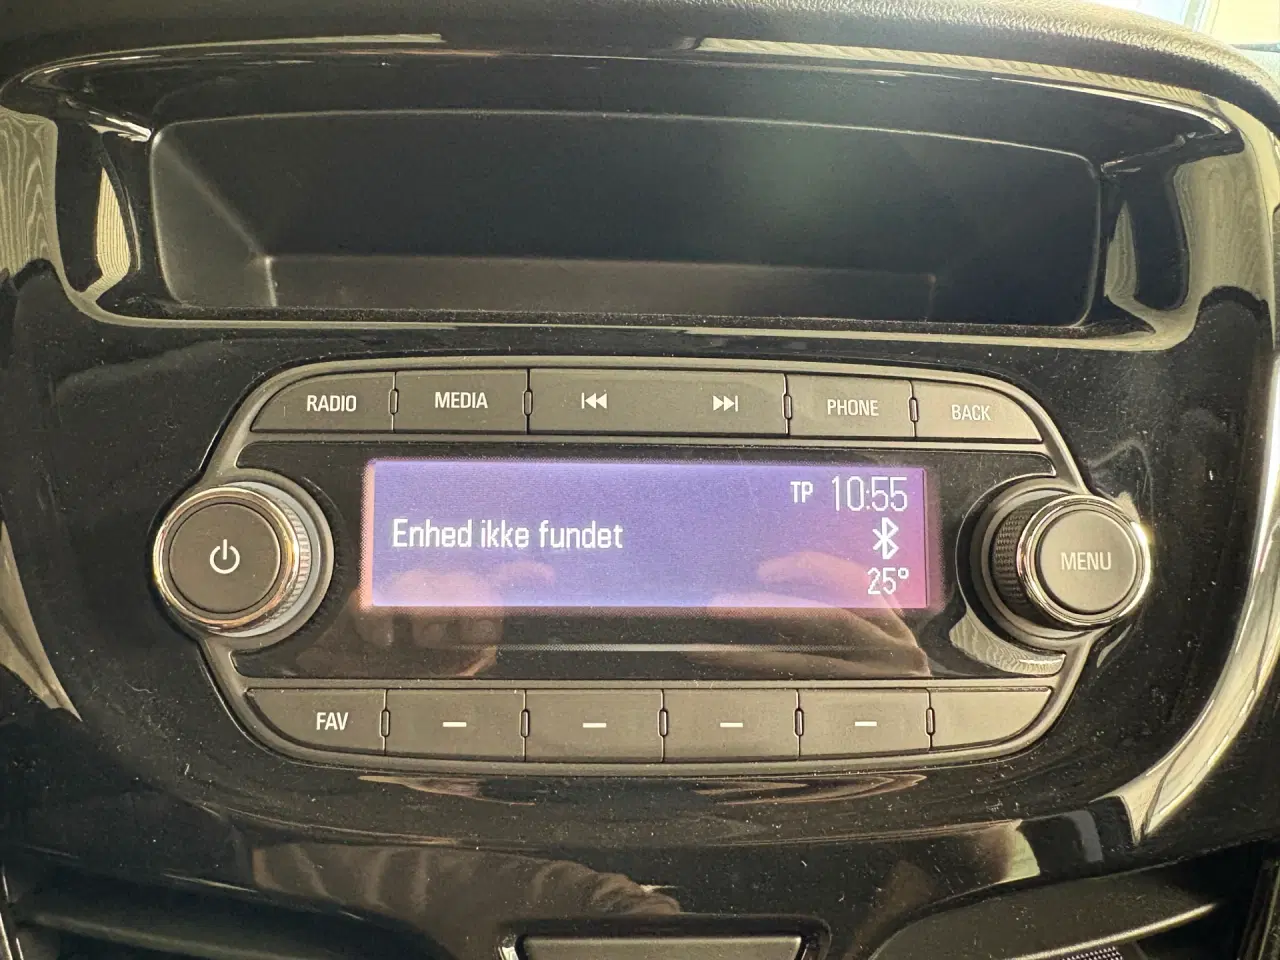 RADIO MEDIA PHONE BACK
TP 10:55
Enhed ikke fundet
25°
MENU
FAV